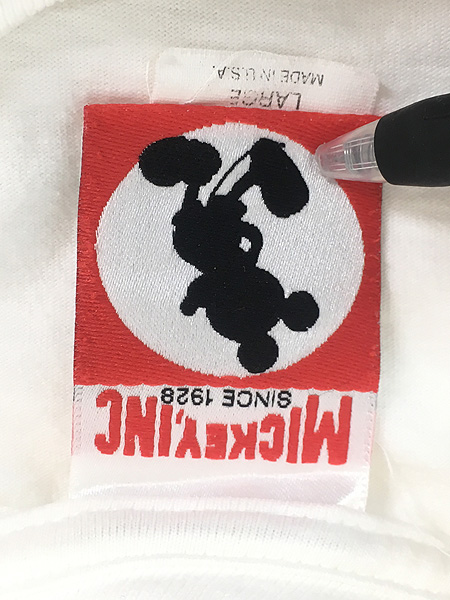 MICKEY, INC
SINCE 1928
LARGE
MADE IN U.S.A.